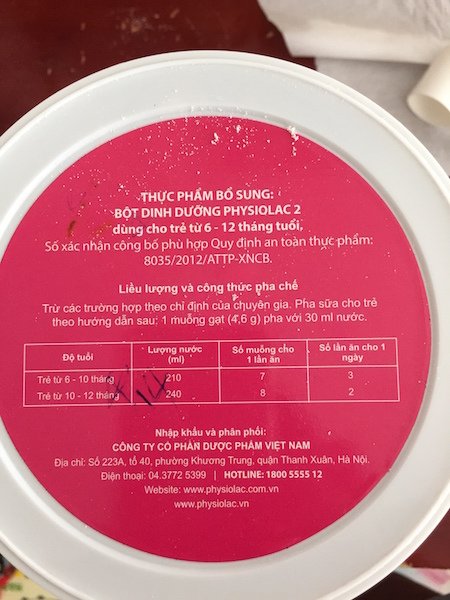 THỰC PHẨM BỔ SUNG:
BỘT DINH DƯỠNG PHYSIOLAC 2
dùng cho trẻ từ 6 - 12 tháng tuổi,
Số xác nhận công bố phù hợp Quy định an toàn thực phẩm:
8035/2012/ATTP-XNCB.
Liều lượng và công thức pha chế
Trừ các trường hợp theo chỉ định của chuyên gia. Pha sữa cho trẻ
theo hướng dẫn sau: 1 muỗng gạt (4,6 g) pha với 30 ml nước.
Độ tuổi Lượng nước (ml) Số muỗng cho 1 lần ăn Số lần ăn cho 1 ngày
Trẻ từ 6 - 10 tháng 210 7 3
Trẻ từ 10 - 12 tháng 240 8 2
Nhập khẩu và phân phối:
CÔNG TY CỔ PHẦN DƯỢC PHẨM VIỆT NAM
Địa chỉ: Số 223A, tổ 40, phường Khương Trung, quận Thanh Xuân, Hà Nội.
Điện thoại: 04.3772 5399 | HOTLINE: 1800 5555 12
Website: www.physiolac.com.vn
www.physiolac.vn